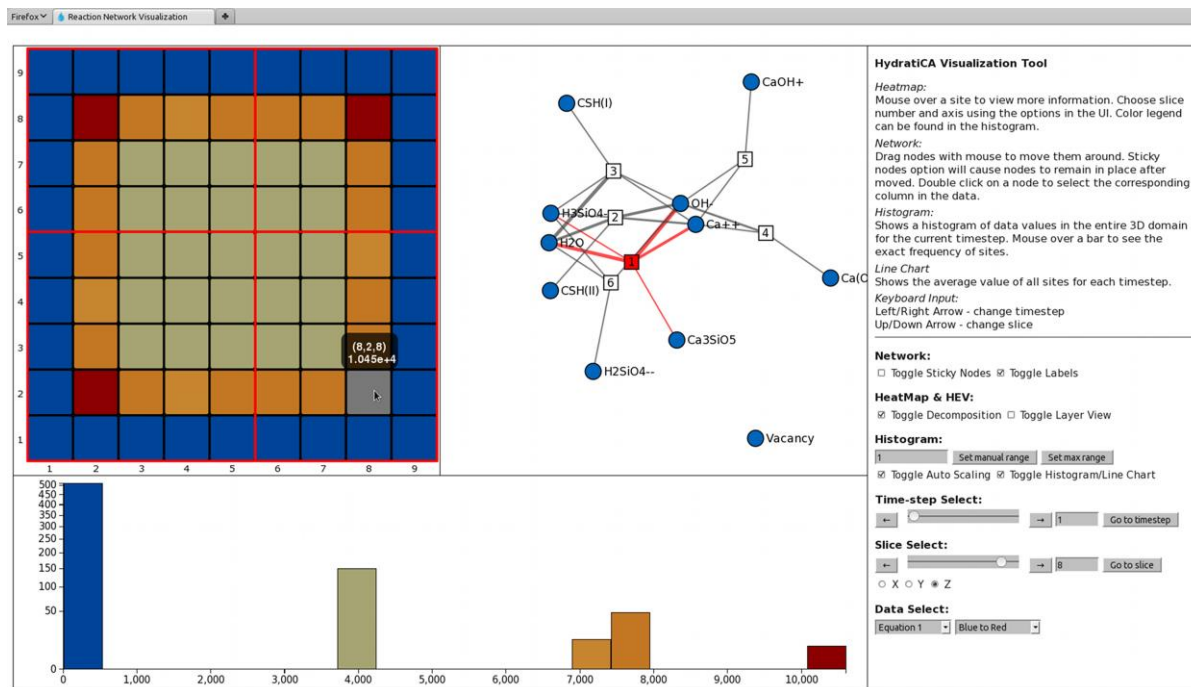 Firefox
Reaction Network Visualization
9
8
7
6
5
4
3
2
1
1 2 3 4 5 6 7 8 9
(8,2,8)
1.045e+4
CaOH+
CSH(I)
5
3
OH-
H3SiO4-
2
Ca++
4
H2O
1
6
Ca(O
CSH(II)
Ca3SiO5
H2SiO4--
Vacancy
500
450
400
350
300
250
200
150
100
50
0
0 1,000 2,000 3,000 4,000 5,000 6,000 7,000 8,000 9,000 10,000
HydratiCA Visualization Tool
Heatmap:
Mouse over a site to view more information. Choose slice
number and axis using the options in the UI. Color legend
can be found in the histogram.
Network:
Drag nodes with mouse to move them around. Sticky
nodes option will cause nodes to remain in place after
moved. Double click on a node to select the corresponding
column in the data.
Histogram:
Shows a histogram of data values in the entire 3D domain
for the current timestep. Mouse over a bar to see the
exact frequency of sites.
Line Chart
Shows the average value of all sites for each timestep.
Keyboard Input:
Left/Right Arrow - change timestep
Up/Down Arrow - change slice
Network:
Toggle Sticky Nodes Toggle Labels
HeatMap & HEV:
Toggle Decomposition Toggle Layer View
Histogram:
1 Set manual range Set max range
Toggle Auto Scaling Toggle Histogram/Line Chart
Time-step Select:
← → 1 Go to timestep
Slice Select:
← → 8 Go to slice
X Y Z
Data Select:
Equation 1 Blue to Red